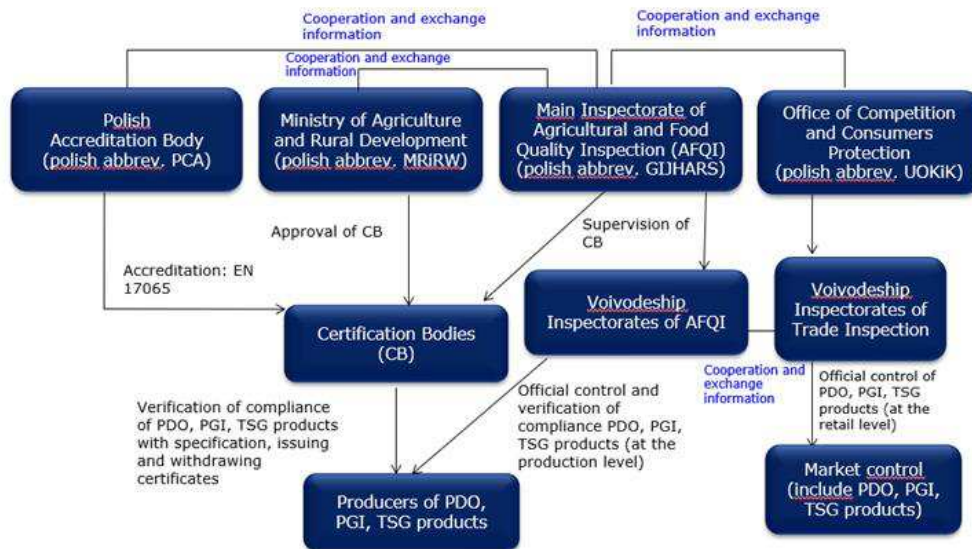 Cooperation and exchange
information
Cooperation and exchange
information
Cooperation and exchange
information
Polish
Accreditation Body
(polish abbrev. PCA)
Ministry of Agriculture
and Rural Development
(polish abbrev. MRiRW)
Main Inspectorate of
Agricultural and Food
Quality Inspection (AFQI)
(polish abbrev. GIJHARS)
Office of Competition
and Consumers
Protection
(polish abbrev. UOKiK)
Approval of CB
Supervision of
CB
Accreditation: EN
17065
Certification Bodies
(CB)
Voivodeship
Inspectorates of AFQI
Voivodeship
Inspectorates of
Trade Inspection
Cooperation and
exchange
information
Verification of compliance
of PDO, PGI, TSG products
with specification, issuing
and withdrawing
certificates
Official control and
verification of
compliance PDO, PGI,
TSG products (at the
production level)
Official control of
PDO, PGI, TSG
products (at the
retail level)
Producers of PDO,
PGI, TSG products
Market control
(include PDO, PGI,
TSG products)